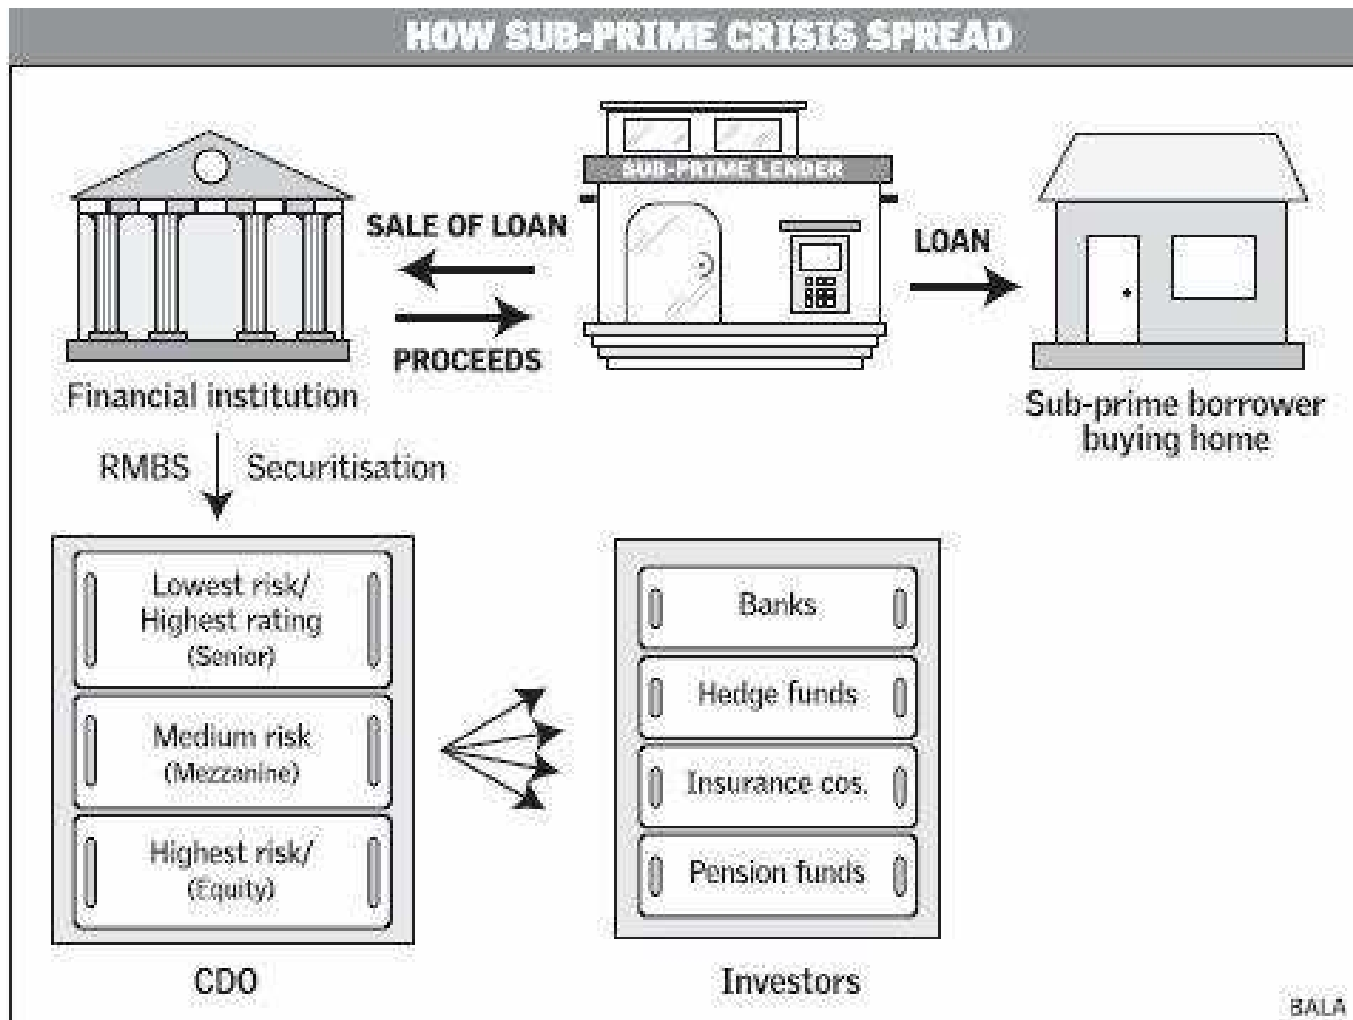 HOW SUB-PRIME CRISIS SPREAD
SUB-PRIME LENDER
SALE OF LOAN
PROCEEDS
LOAN
Financial institution
Sub-prime borrower
buying home
RMBS
Securitisation
Lowest risk/
Highest rating
(Senior)
Medium risk
(Mezzanine)
Highest risk/
(Equity)
CDO
Banks
Hedge funds
Insurance cos.
Pension funds
Investors
BALA